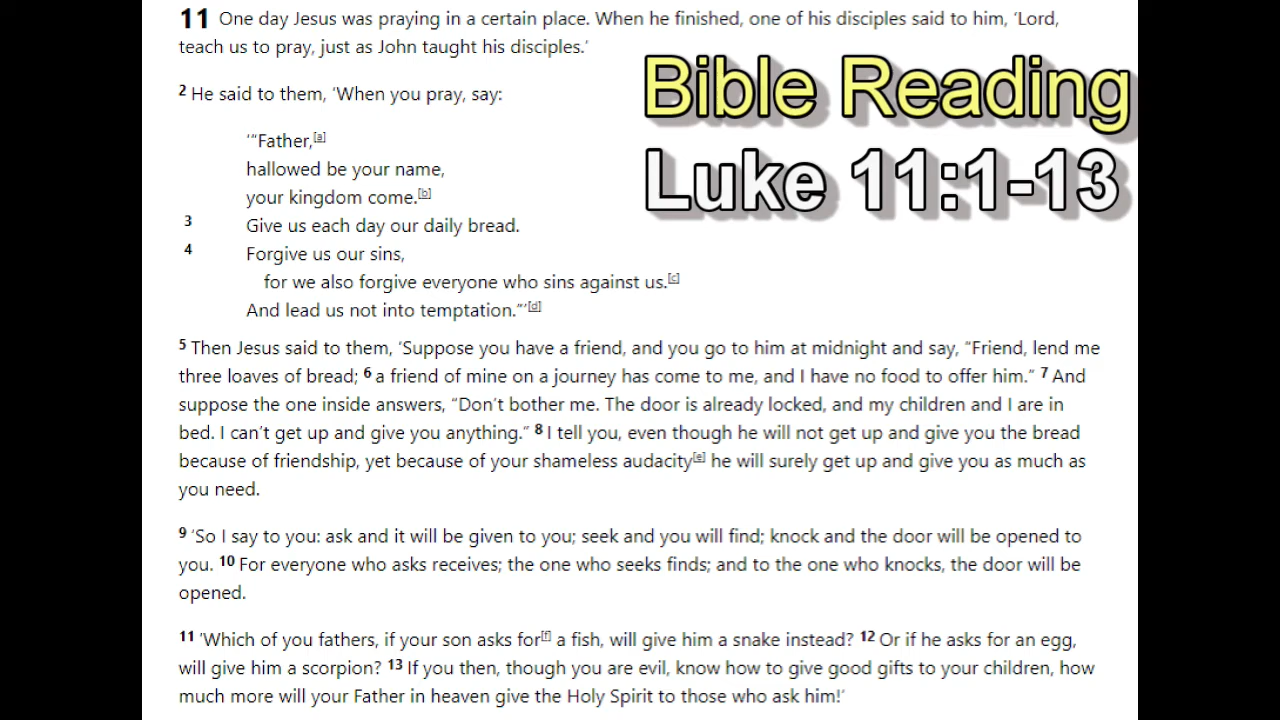 11 One day Jesus was praying in a certain place. When he finished, one of his disciples said to him, ‘Lord,
teach us to pray, just as John taught his disciples.’
Bible Reading
Luke 11:1-13
2 He said to them, ‘When you pray, say:
‘“Father,[a]
hallowed be your name,
your kingdom come.[b]
3 Give us each day our daily bread.
4 Forgive us our sins,
for we also forgive everyone who sins against us.[c]
And lead us not into temptation.”’[d]
5 Then Jesus said to them, ‘Suppose you have a friend, and you go to him at midnight and say, “Friend, lend me
three loaves of bread; 6 a friend of mine on a journey has come to me, and I have no food to offer him.” 7 And
suppose the one inside answers, “Don’t bother me. The door is already locked, and my children and I are in
bed. I can’t get up and give you anything.” 8 I tell you, even though he will not get up and give you the bread
because of friendship, yet because of your shameless audacity[e] he will surely get up and give you as much as
you need.
9 ‘So I say to you: ask and it will be given to you; seek and you will find; knock and the door will be opened to
you. 10 For everyone who asks receives; the one who seeks finds; and to the one who knocks, the door will be
opened.
11 ‘Which of you fathers, if your son asks for[f] a fish, will give him a snake instead? 12 Or if he asks for an egg,
will give him a scorpion? 13 If you then, though you are evil, know how to give good gifts to your children, how
much more will your Father in heaven give the Holy Spirit to those who ask him!’